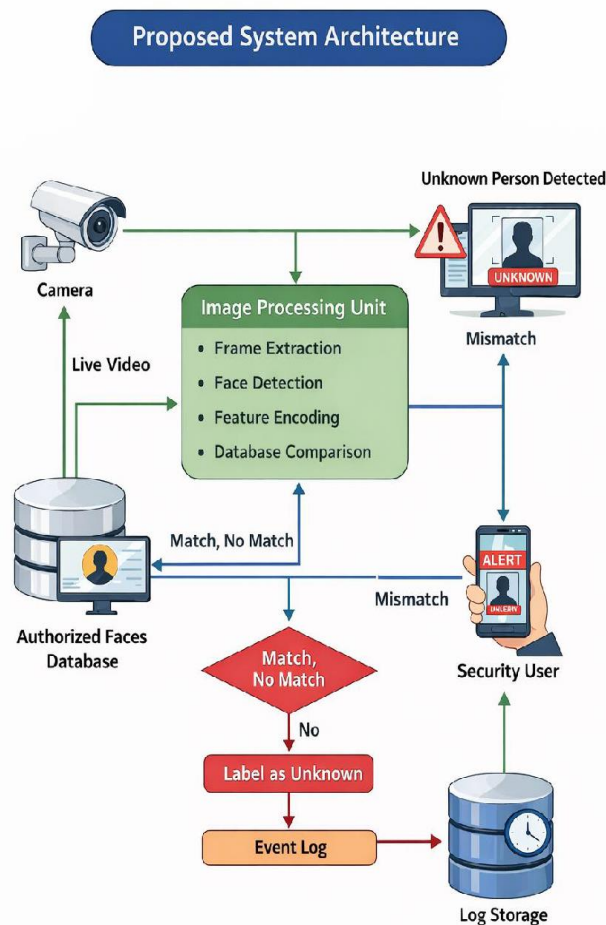 Proposed System Architecture
Unknown Person Detected
UNKNOWN
Camera
Image Processing Unit
• Frame Extraction
• Face Detection
• Feature Encoding
• Database Comparison
Mismatch
Live Video
Match, No Match
ALERT
Mismatch
Authorized Faces
Database
Match,
No Match
Security User
No
Label as Unknown
Event Log
Log Storage